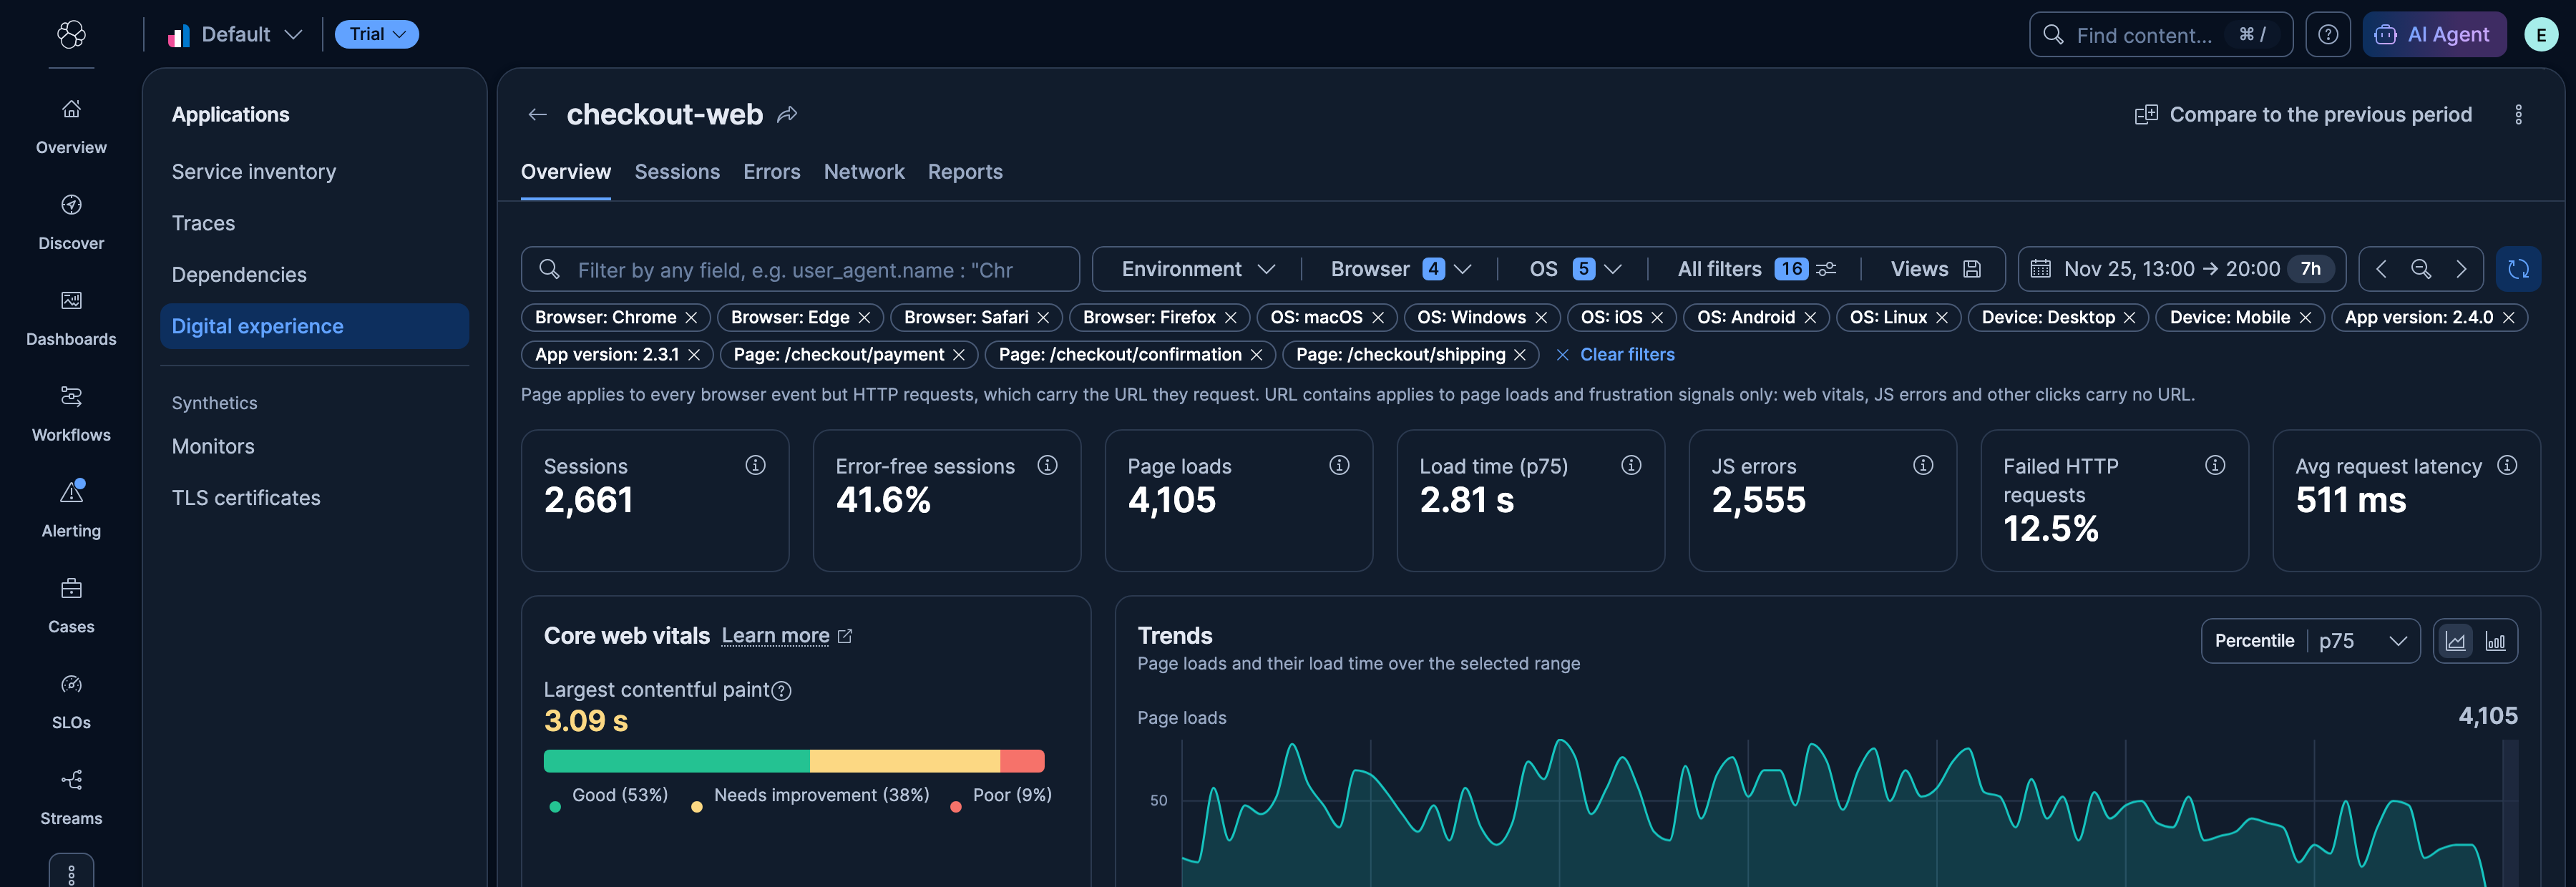 Default
Trial
Find content...
⌘ /
AI Agent
E
Overview
Discover
Dashboards
Workflows
Alerting
Cases
SLOs
Streams
Applications
Service inventory
Traces
Dependencies
Digital experience
Synthetics
Monitors
TLS certificates
checkout-web
Compare to the previous period
Overview Sessions Errors Network Reports
Filter by any field, e.g. user_agent.name : "Chr
Environment
Browser 4
OS 5
All filters 16
Views
Nov 25, 13:00 → 20:00 7h
Browser: Chrome Browser: Edge Browser: Safari Browser: Firefox OS: macOS OS: Windows OS: iOS OS: Android OS: Linux Device: Desktop Device: Mobile App version: 2.4.0
App version: 2.3.1 Page: /checkout/payment Page: /checkout/confirmation Page: /checkout/shipping Clear filters
Page applies to every browser event but HTTP requests, which carry the URL they request. URL contains applies to page loads and frustration signals only: web vitals, JS errors and other clicks carry no URL.
Sessions
2,661
Error-free sessions
41.6%
Page loads
4,105
Load time (p75)
2.81 s
JS errors
2,555
Failed HTTP
requests
12.5%
Avg request latency
511 ms
Core web vitals Learn more
Largest contentful paint
3.09 s
Good (53%) Needs improvement (38%) Poor (9%)
Trends
Page loads and their load time over the selected range
Percentile p75
Page loads
4,105
50